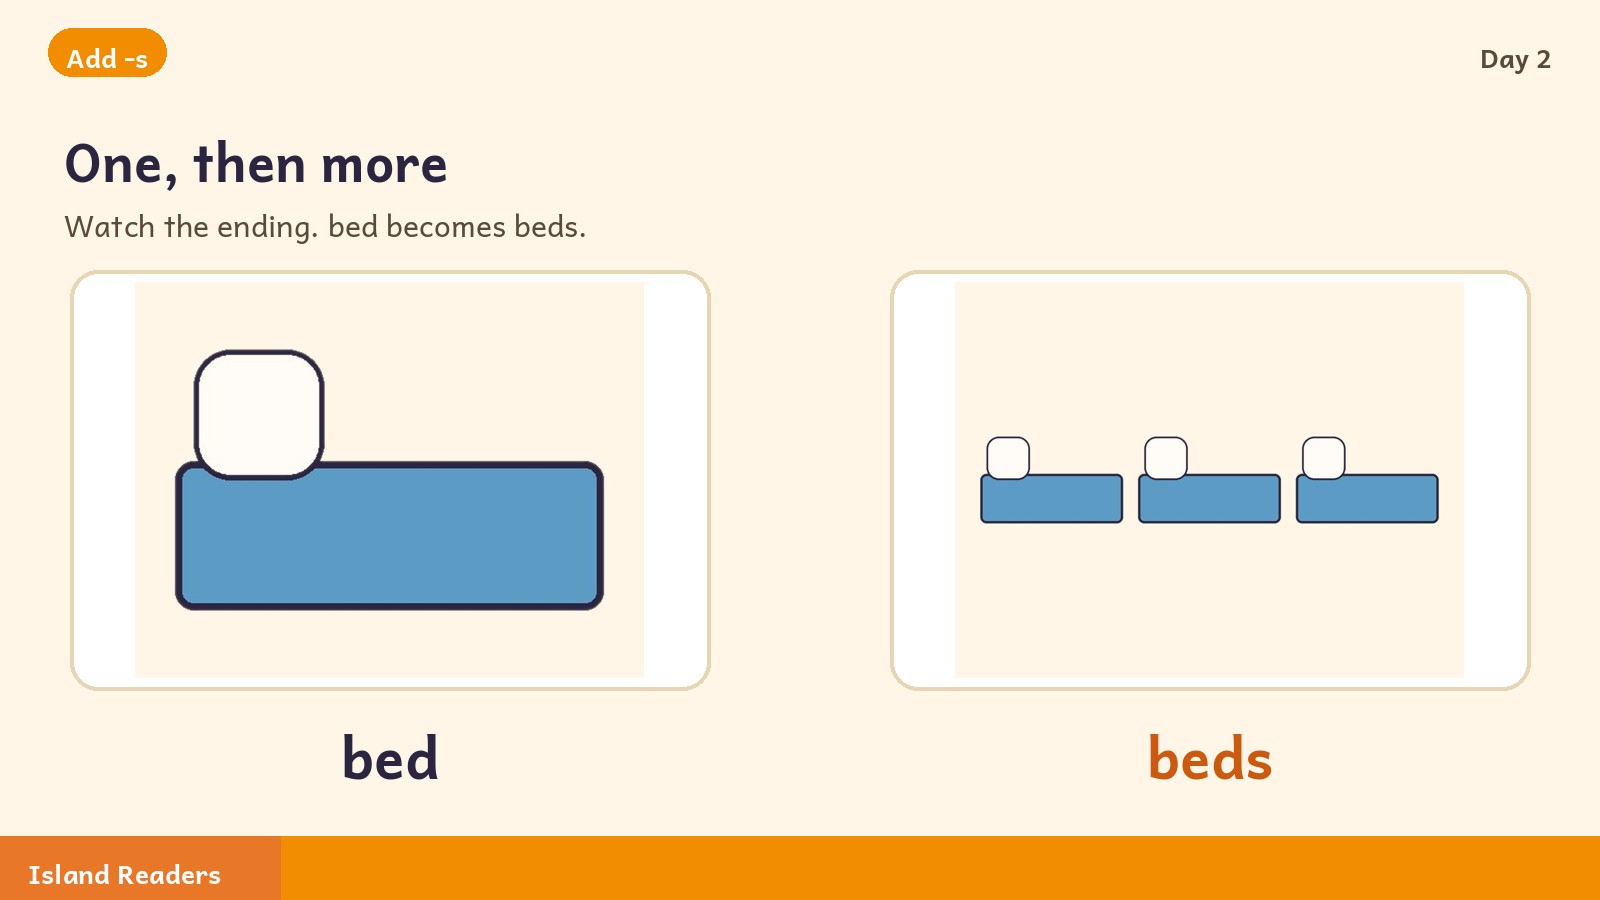 Add -s
Day 2
One, then more
Watch the ending. bed becomes beds.
bed
beds
Island Readers